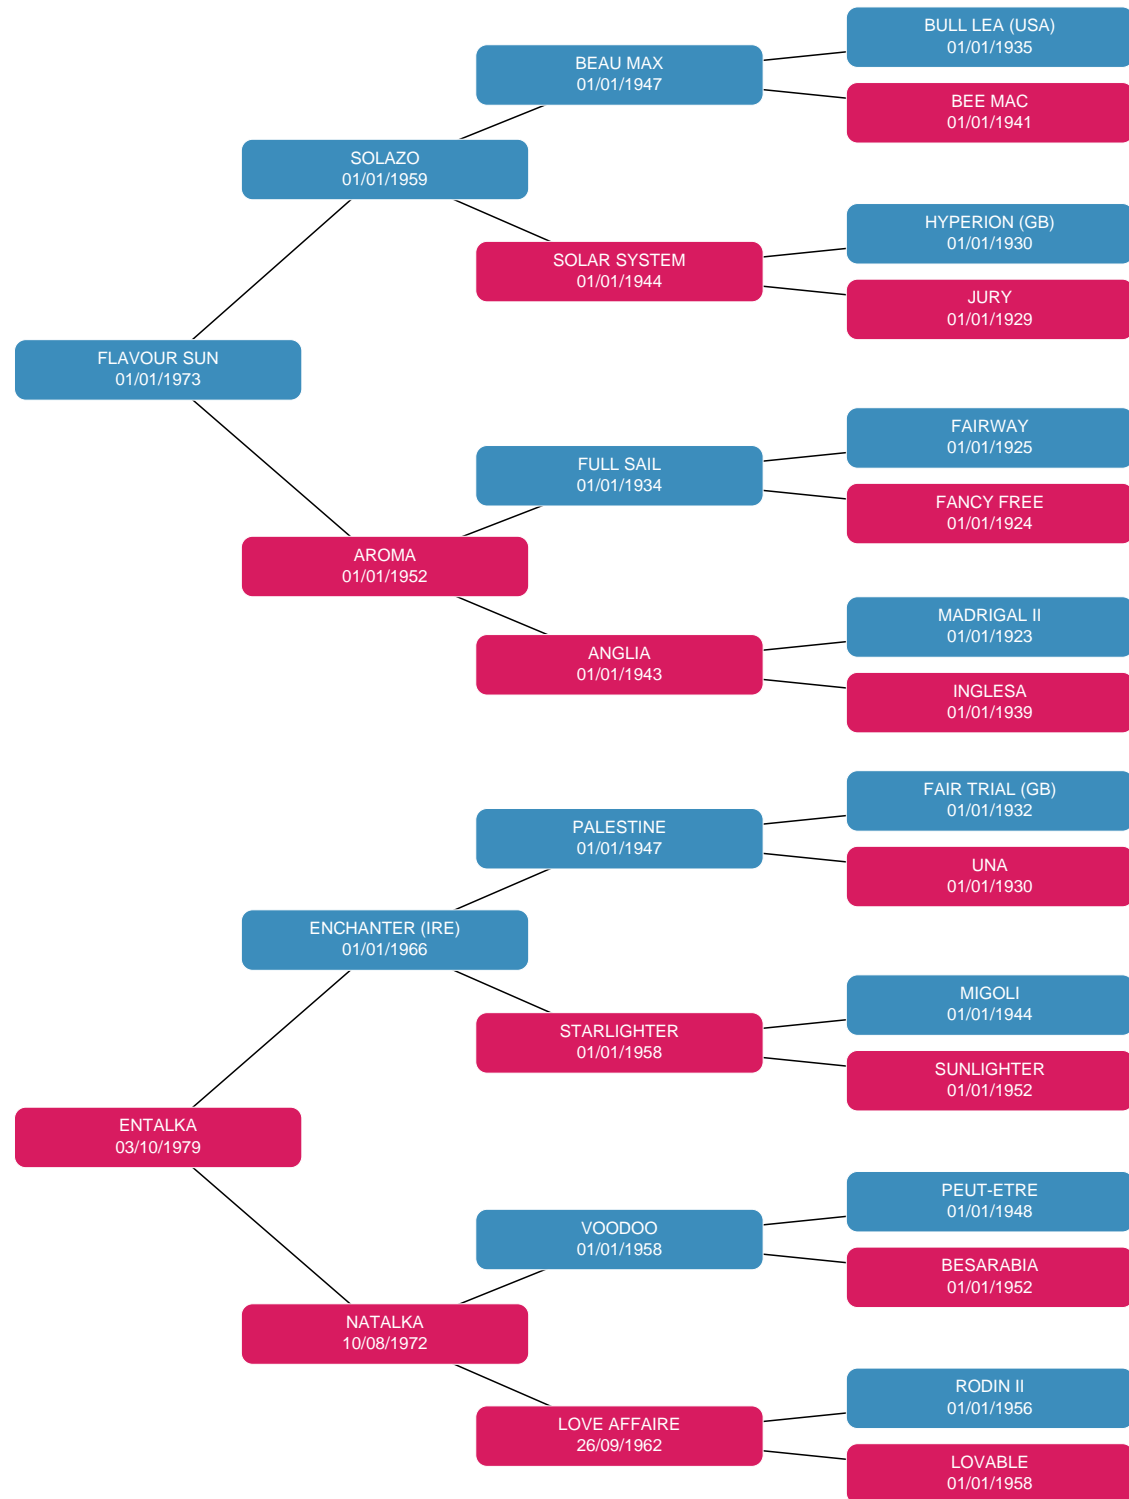 BULL LEA (USA)
01/01/1935
BEAU MAX
01/01/1947
BEE MAC
01/01/1941
SOLAZO
01/01/1959
HYPERION (GB)
01/01/1930
SOLAR SYSTEM
01/01/1944
JURY
01/01/1929
FLAVOUR SUN
01/01/1973
FAIRWAY
01/01/1925
FULL SAIL
01/01/1934
FANCY FREE
01/01/1924
AROMA
01/01/1952
MADRIGAL II
01/01/1923
ANGLIA
01/01/1943
INGLESA
01/01/1939
FAIR TRIAL (GB)
01/01/1932
PALESTINE
01/01/1947
UNA
01/01/1930
ENCHANTER (IRE)
01/01/1966
MIGOLI
01/01/1944
STARLIGHTER
01/01/1958
SUNLIGHTER
01/01/1952
ENTALKA
03/10/1979
PEUT-ETRE
01/01/1948
VOODOO
01/01/1958
BESARABIA
01/01/1952
NATALKA
10/08/1972
RODIN II
01/01/1956
LOVE AFFAIRE
26/09/1962
LOVABLE
01/01/1958